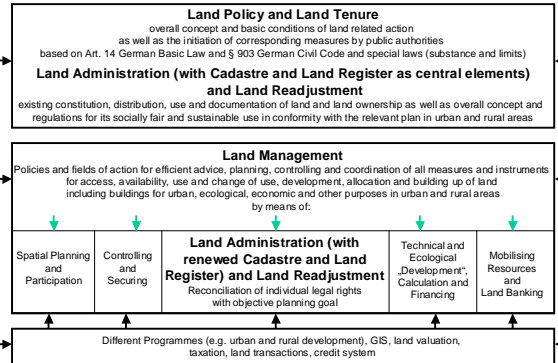 Land Policy and Land Tenure
overall concept and basic conditions of land related action
as well as the initiation of corresponding measures by public authorities
based on Art. 14 German Basic Law and § 903 German Civil Code and special laws (substance and limits)
Land Administration (with Cadastre and Land Register as central elements)
and Land Readjustment
existing constitution, distribution, use and documentation of land and land ownership as well as overall concept and
regulations for its socially fair and sustainable use in conformity with the relevant plan in urban and rural areas
Land Management
Policies and fields of action for efficient advice, planning, controlling and coordination of all measures and instruments
for access, availability, use and change of use, development, allocation and building up of land
including buildings for urban, ecological, economic and other purposes in urban and rural areas
by means of:
Spatial Planning
and
Participation
Controlling
and
Securing
Land Administration (with
renewed Cadastre and Land
Register) and Land Readjustment
Reconciliation of individual legal rights
with objective planning goal
Technical and
Ecological
„Development“,
Calculation and
Financing
Mobilising
Resources
and
Land Banking
Different Programmes (e.g. urban and rural development), GIS, land valuation,
taxation, land transactions, credit system